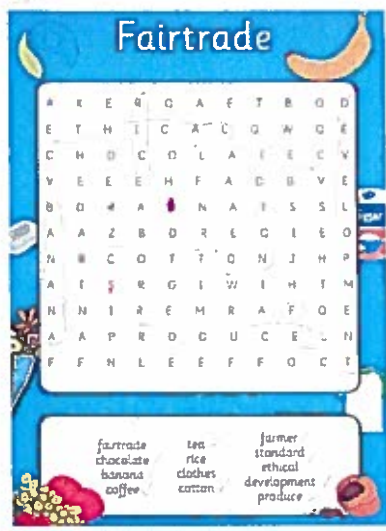 Fairtrade
A K E R G A F T B O D
E T H I C A L Q W G E
C H O C O L A T E C V
V E E E H F A D B V E
B D A N A T S S L
A A Z B D R E G I E O
N C O T T O N J H P
A T S R G L W I H T M
N N I R E M R A F O E
A A P R O D U C E N
F F N L E E F F O C T
fairtrade tea farmer
chocolate rice standard
banana clothes ethical
coffee cotton development
produce